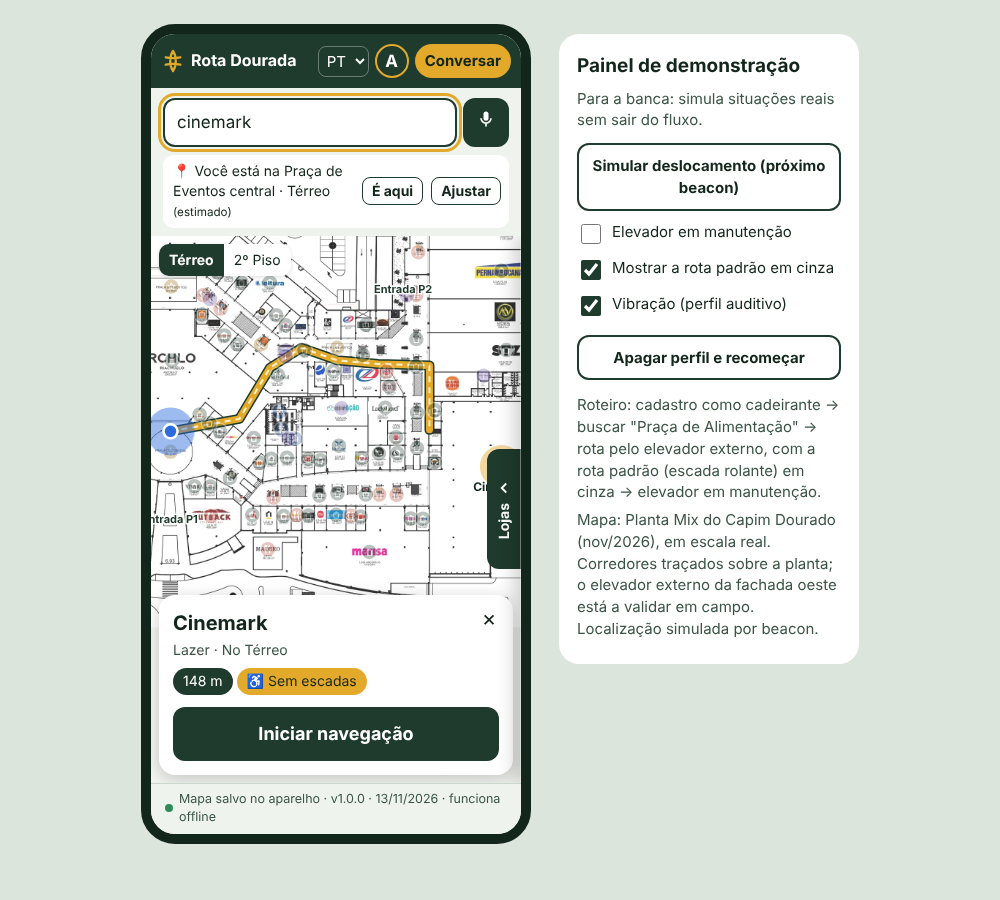 Rota Dourada
PT
A
Conversar
cinemark
📍 Você está na Praça de
Eventos central · Térreo
(estimado)
É aqui
Ajustar
Térreo
2º Piso
PERNAMBUCANAS
Entrada P2
RCHLO
STZ
Lojas
ntrada P1
OUTBACK
marisa
Cinemark
✕
Lazer · No Térreo
148 m
♿ Sem escadas
Iniciar navegação
Mapa salvo no aparelho · v1.0.0 · 13/11/2026 · funciona
offline
Painel de demonstração
Para a banca: simula situações reais
sem sair do fluxo.
Simular deslocamento (próximo
beacon)
Elevador em manutenção
Mostrar a rota padrão em cinza
Vibração (perfil auditivo)
Apagar perfil e recomeçar
Roteiro: cadastro como cadeirante →
buscar "Praça de Alimentação" →
rota pelo elevador externo, com a
rota padrão (escada rolante) em
cinza → elevador em manutenção.
Mapa: Planta Mix do Capim Dourado
(nov/2026), em escala real.
Corredores traçados sobre a planta;
o elevador externo da fachada oeste
está a validar em campo.
Localização simulada por beacon.